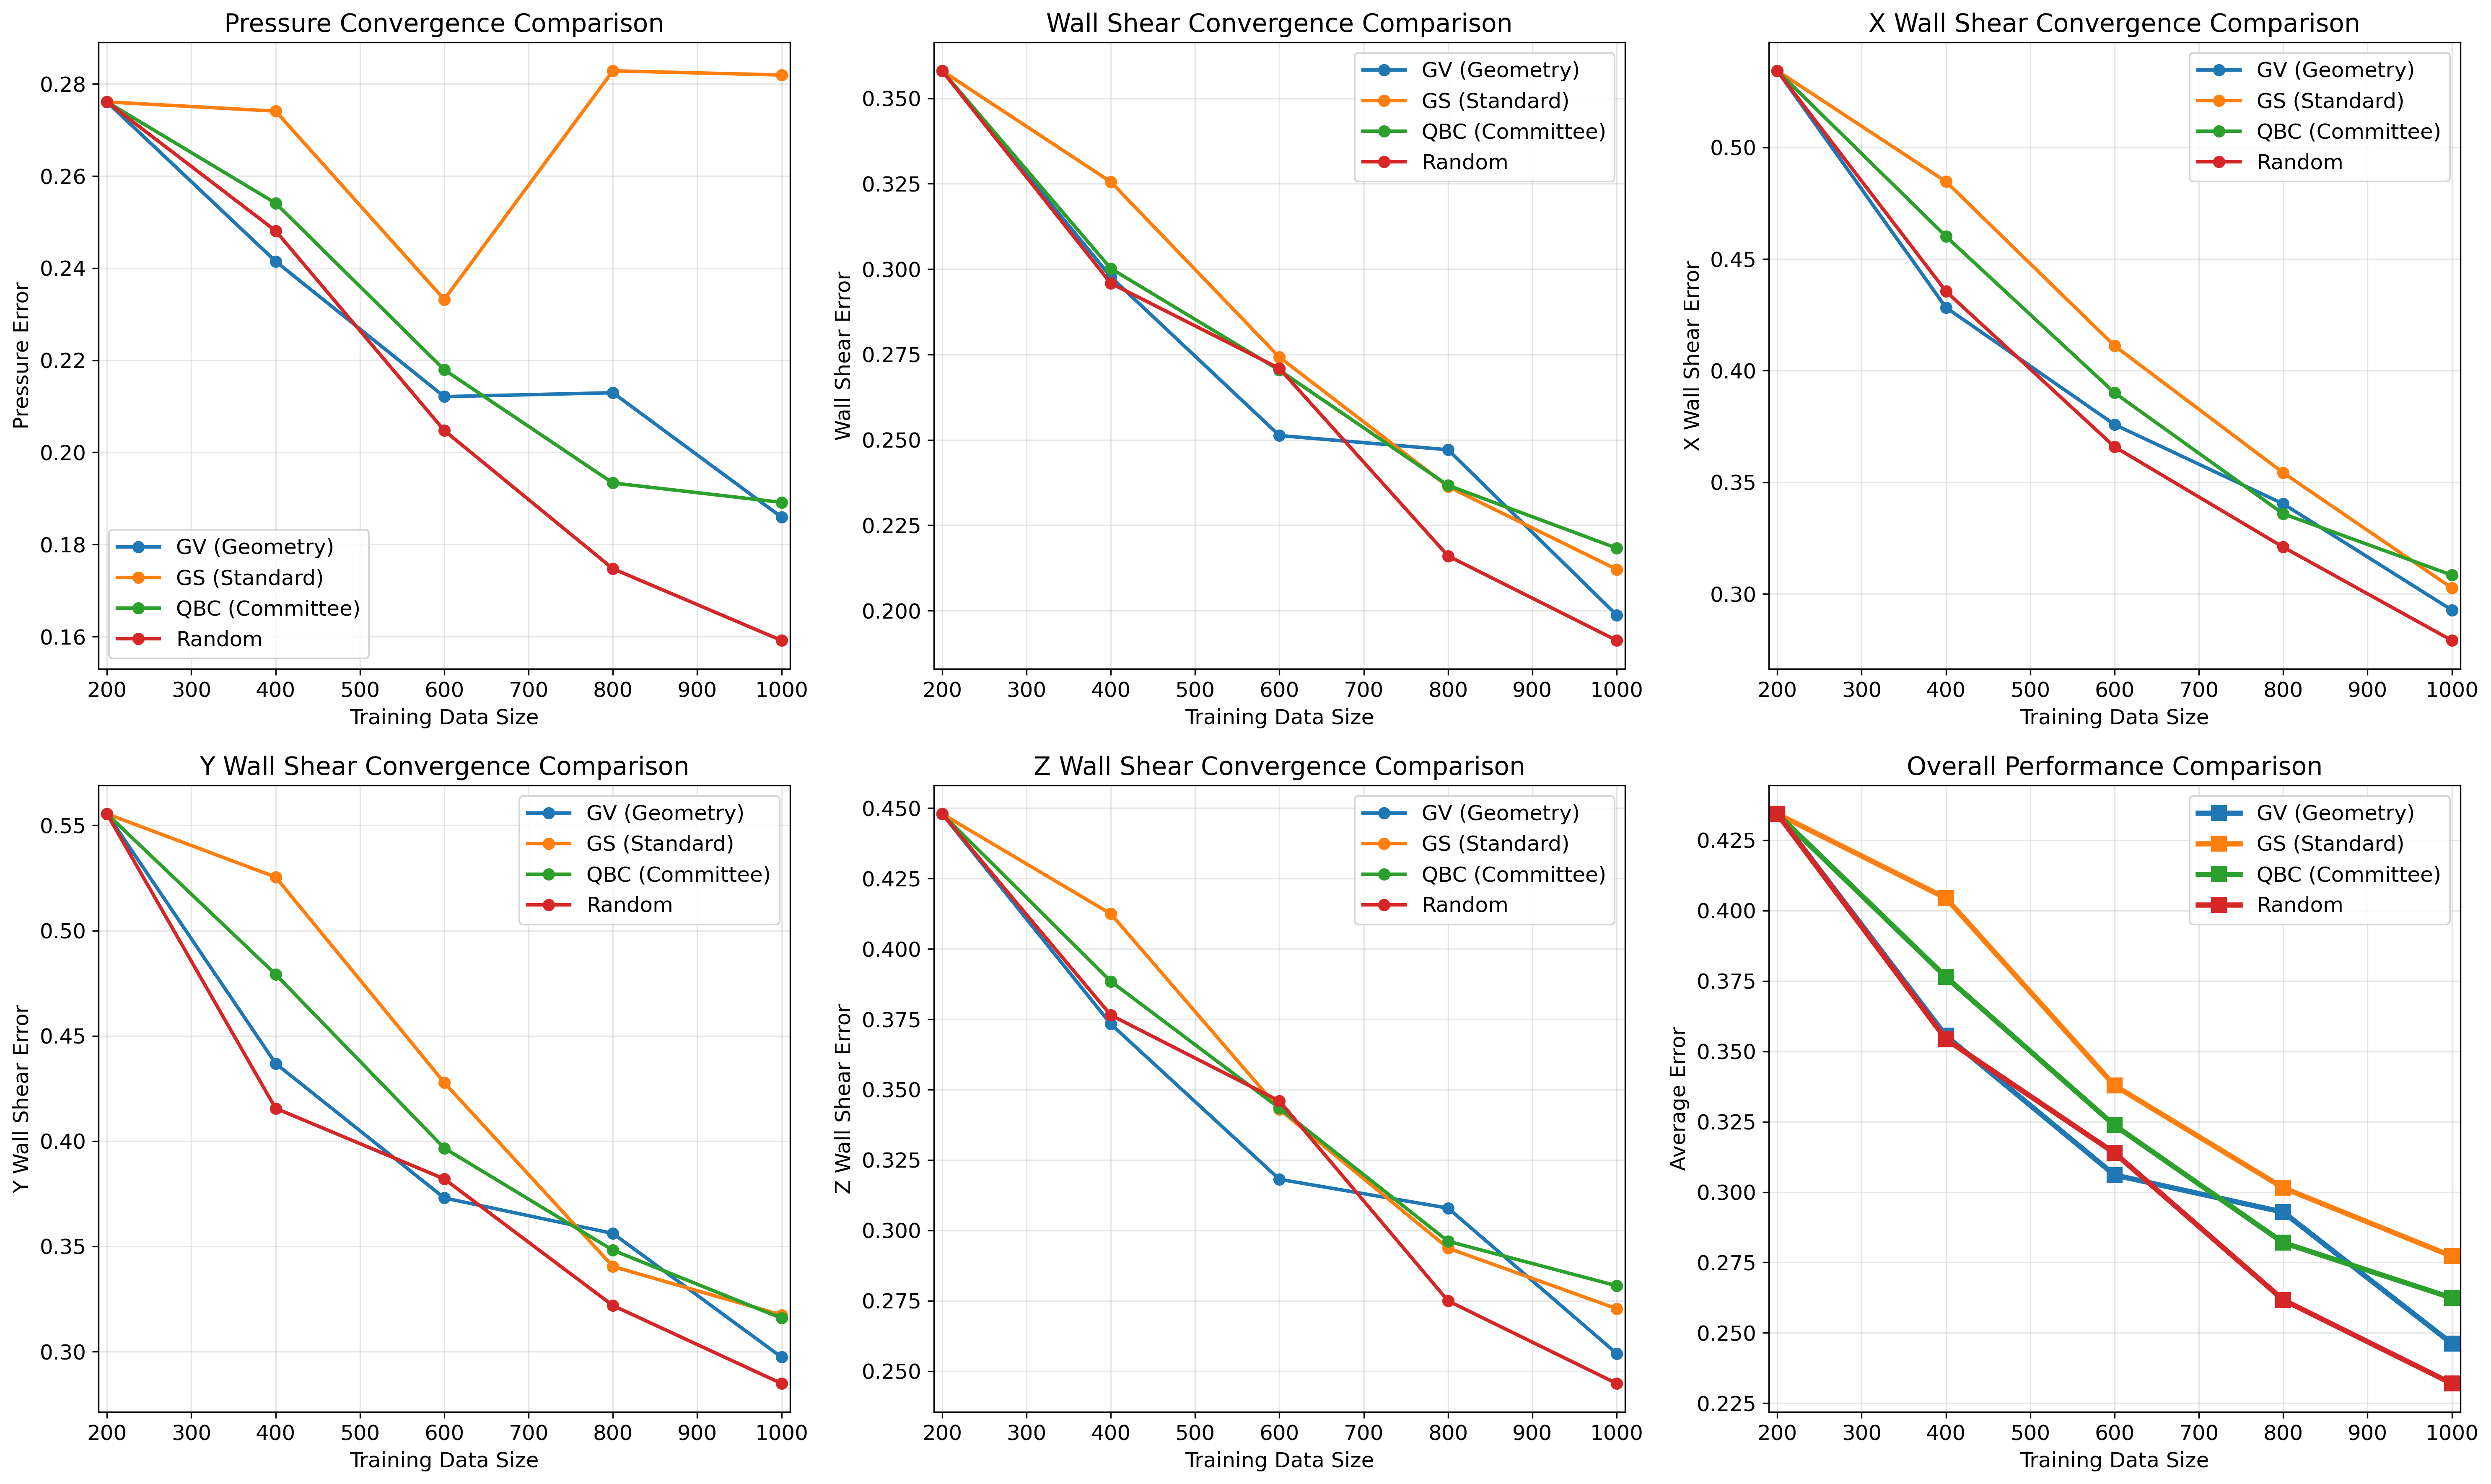 Pressure Convergence Comparison
Pressure Error
0.28
0.26
0.24
0.22
0.20
0.18
0.16
GV (Geometry)
GS (Standard)
QBC (Committee)
Random
200 300 400 500 600 700 800 900 1000
Training Data Size
Wall Shear Convergence Comparison
Wall Shear Error
0.350
0.325
0.300
0.275
0.250
0.225
0.200
GV (Geometry)
GS (Standard)
QBC (Committee)
Random
200 300 400 500 600 700 800 900 1000
Training Data Size
X Wall Shear Convergence Comparison
X Wall Shear Error
0.50
0.45
0.40
0.35
0.30
GV (Geometry)
GS (Standard)
QBC (Committee)
Random
200 300 400 500 600 700 800 900 1000
Training Data Size
Y Wall Shear Convergence Comparison
Y Wall Shear Error
0.55
0.50
0.45
0.40
0.35
0.30
GV (Geometry)
GS (Standard)
QBC (Committee)
Random
200 300 400 500 600 700 800 900 1000
Training Data Size
Z Wall Shear Convergence Comparison
Z Wall Shear Error
0.450
0.425
0.400
0.375
0.350
0.325
0.300
0.275
0.250
GV (Geometry)
GS (Standard)
QBC (Committee)
Random
200 300 400 500 600 700 800 900 1000
Training Data Size
Overall Performance Comparison
Average Error
0.425
0.400
0.375
0.350
0.325
0.300
0.275
0.250
0.225
GV (Geometry)
GS (Standard)
QBC (Committee)
Random
200 300 400 500 600 700 800 900 1000
Training Data Size